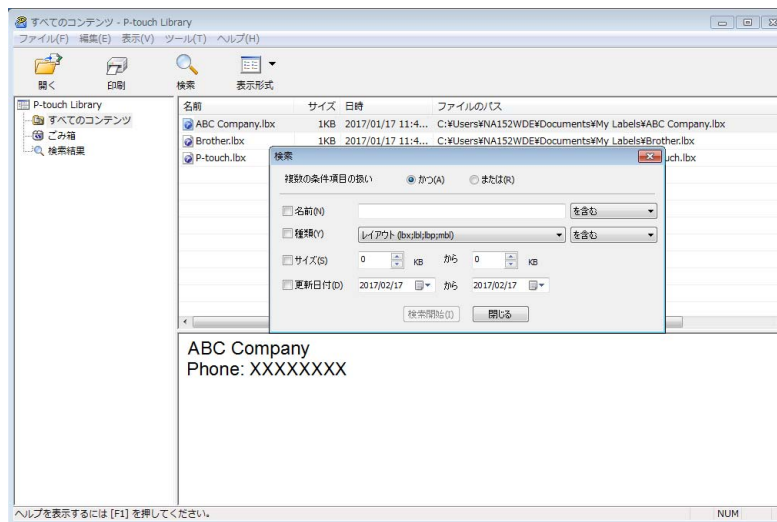 すべてのコンテンツ - P-touch Library
ファイル(F) 編集(E) 表示(V) ツール(T) ヘルプ(H)
開く 印刷 検索 表示形式
P-touch Library
すべてのコンテンツ
ごみ箱
検索結果
名前 サイズ 日時 ファイルのパス
ABC Company.lbx 1KB 2017/01/17 11:4... C:¥Users¥NA152WDE¥Documents¥My Labels¥ABC Company.lbx
Brother.lbx 1KB 2017/01/17 11:4... C:¥Users¥NA152WDE¥Documents¥My Labels¥Brother.lbx
P-touch.lbx uch.lbx
検索
複数の条件項目の扱い かつ(A) または(R)
名前(N) を含む
種類(Y) レイアウト (lbx;lbl;lbp;mbl) を含む
サイズ(S) 0 KB から 0 KB
更新日付(D) 2017/02/17 から 2017/02/17
検索開始(I) 閉じる
ABC Company
Phone: XXXXXXXX
ヘルプを表示するには [F1] を押してください。 NUM